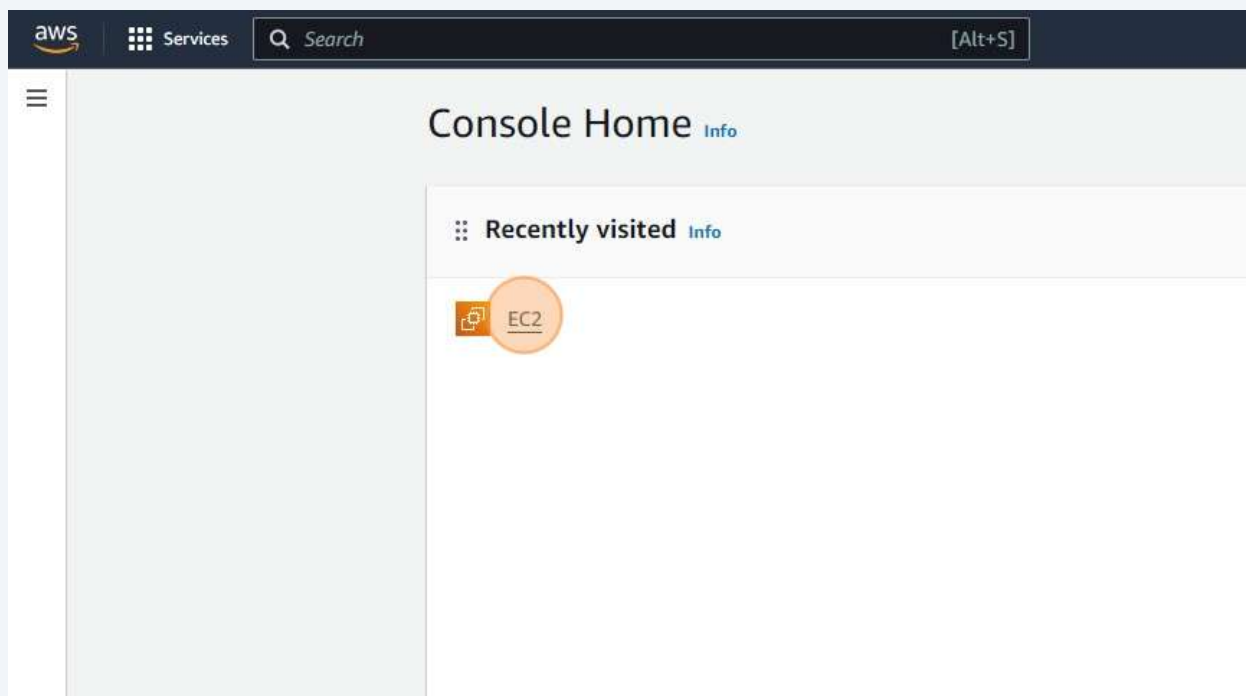 aws Services Search [Alt+S]
Console Home Info
Recently visited Info
EC2